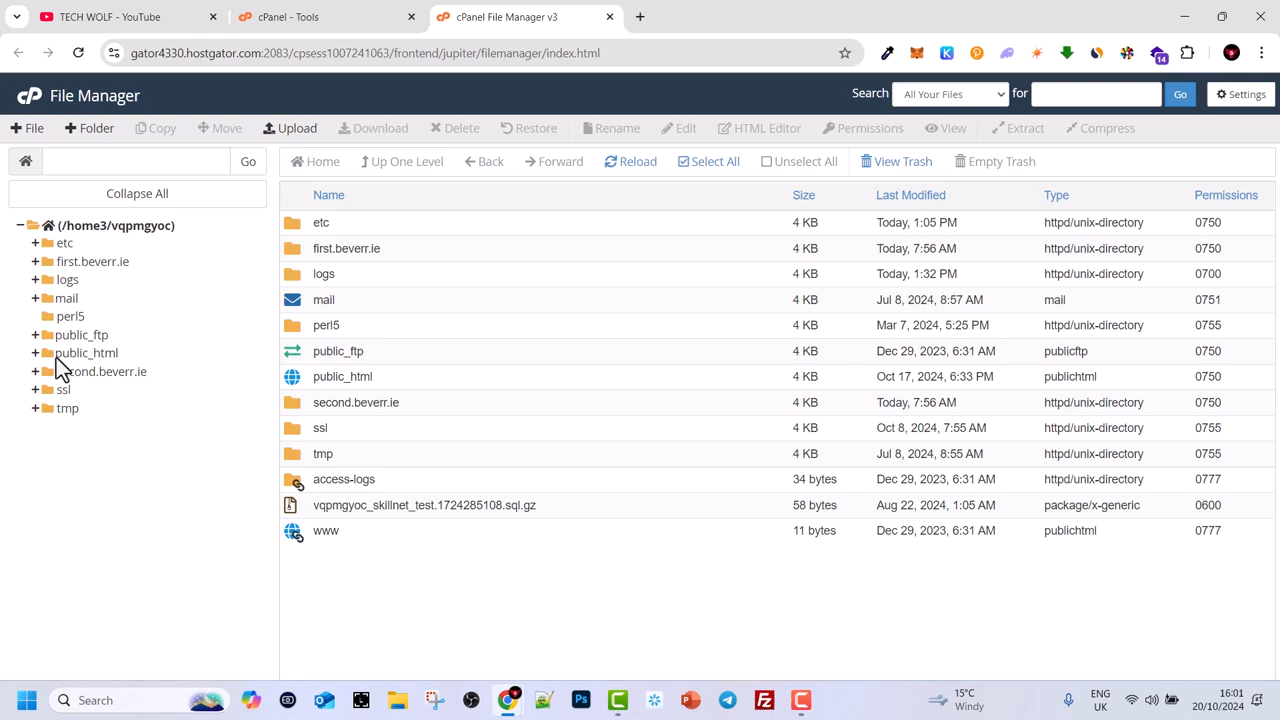 TECH WOLF - YouTube
cPanel - Tools
cPanel File Manager v3
gator4330.hostgator.com:2083/cpsess1007241063/frontend/jupiter/filemanager/index.html
14
cP File Manager
Search All Your Files for Go Settings
File Folder Copy Move Upload Download Delete Restore Rename Edit HTML Editor Permissions View Extract Compress
Go Home Up One Level Back Forward Reload Select All Unselect All View Trash Empty Trash
Collapse All
(/home3/vqpmgyoc)
etc
first.beverr.ie
logs
mail
perl5
public_ftp
public_html
cond.beverr.ie
ssl
tmp
Name Size Last Modified Type Permissions
etc 4 KB Today, 1:05 PM httpd/unix-directory 0750
first.beverr.ie 4 KB Today, 7:56 AM httpd/unix-directory 0750
logs 4 KB Today, 1:32 PM httpd/unix-directory 0700
mail 4 KB Jul 8, 2024, 8:57 AM mail 0751
perl5 4 KB Mar 7, 2024, 5:25 PM httpd/unix-directory 0755
public_ftp 4 KB Dec 29, 2023, 6:31 AM publicftp 0750
public_html 4 KB Oct 17, 2024, 6:33 PM publichtml 0750
second.beverr.ie 4 KB Today, 7:56 AM httpd/unix-directory 0750
ssl 4 KB Oct 8, 2024, 7:55 AM httpd/unix-directory 0755
tmp 4 KB Jul 8, 2024, 8:55 AM httpd/unix-directory 0755
access-logs 34 bytes Dec 29, 2023, 6:31 AM httpd/unix-directory 0777
vqpmgyoc_skillnet_test.1724285108.sql.gz 58 bytes Aug 22, 2024, 1:05 AM package/x-generic 0600
www 11 bytes Dec 29, 2023, 6:31 AM publichtml 0777
Search
Ps
15°C
Windy
ENG
UK
16:01
20/10/2024